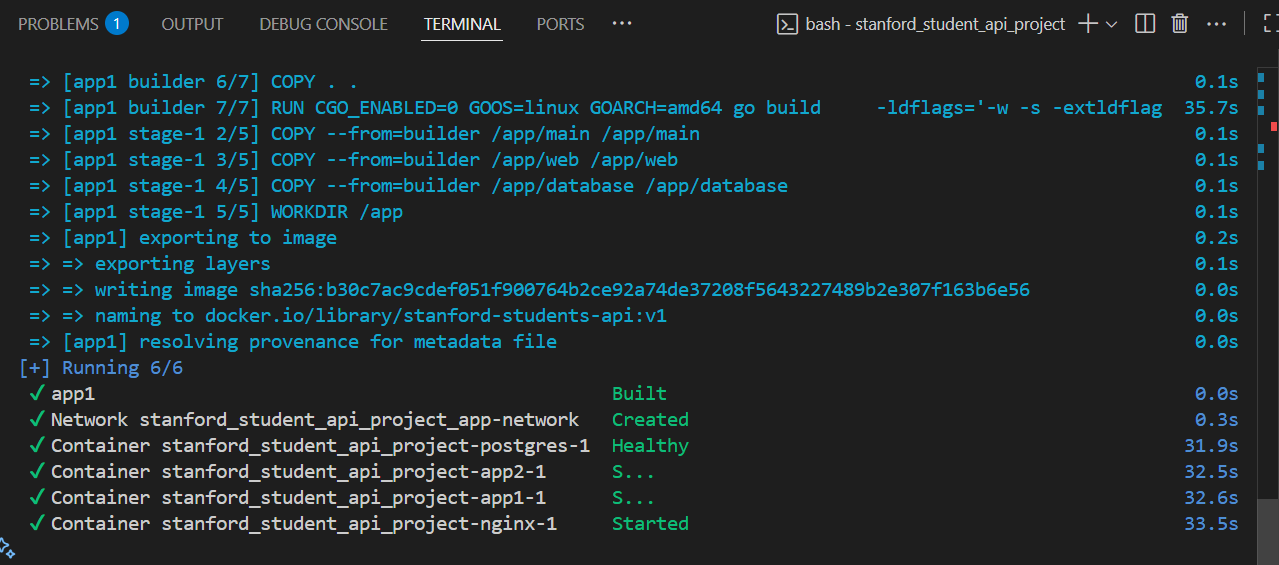 PROBLEMS 1 OUTPUT DEBUG CONSOLE TERMINAL PORTS ... bash - stanford_student_api_project ...
=> [app1 builder 6/7] COPY . . 0.1s
=> [app1 builder 7/7] RUN CGO_ENABLED=0 GOOS=linux GOARCH=amd64 go build     -ldflags='-w -s -extldflag 35.7s
=> [app1 stage-1 2/5] COPY --from=builder /app/main /app/main 0.1s
=> [app1 stage-1 3/5] COPY --from=builder /app/web /app/web 0.1s
=> [app1 stage-1 4/5] COPY --from=builder /app/database /app/database 0.1s
=> [app1 stage-1 5/5] WORKDIR /app 0.1s
=> [app1] exporting to image 0.2s
=> => exporting layers 0.1s
=> => writing image sha256:b30c7ac9cdef051f900764b2ce92a74de37208f5643227489b2e307f163b6e56 0.0s
=> => naming to docker.io/library/stanford-students-api:v1 0.0s
=> [app1] resolving provenance for metadata file 0.0s
[+] Running 6/6
✓ app1 Built 0.0s
✓ Network stanford_student_api_project_app-network Created 0.3s
✓ Container stanford_student_api_project-postgres-1 Healthy 31.9s
✓ Container stanford_student_api_project-app2-1 S... 32.5s
✓ Container stanford_student_api_project-app1-1 S... 32.6s
✓ Container stanford_student_api_project-nginx-1 Started 33.5s